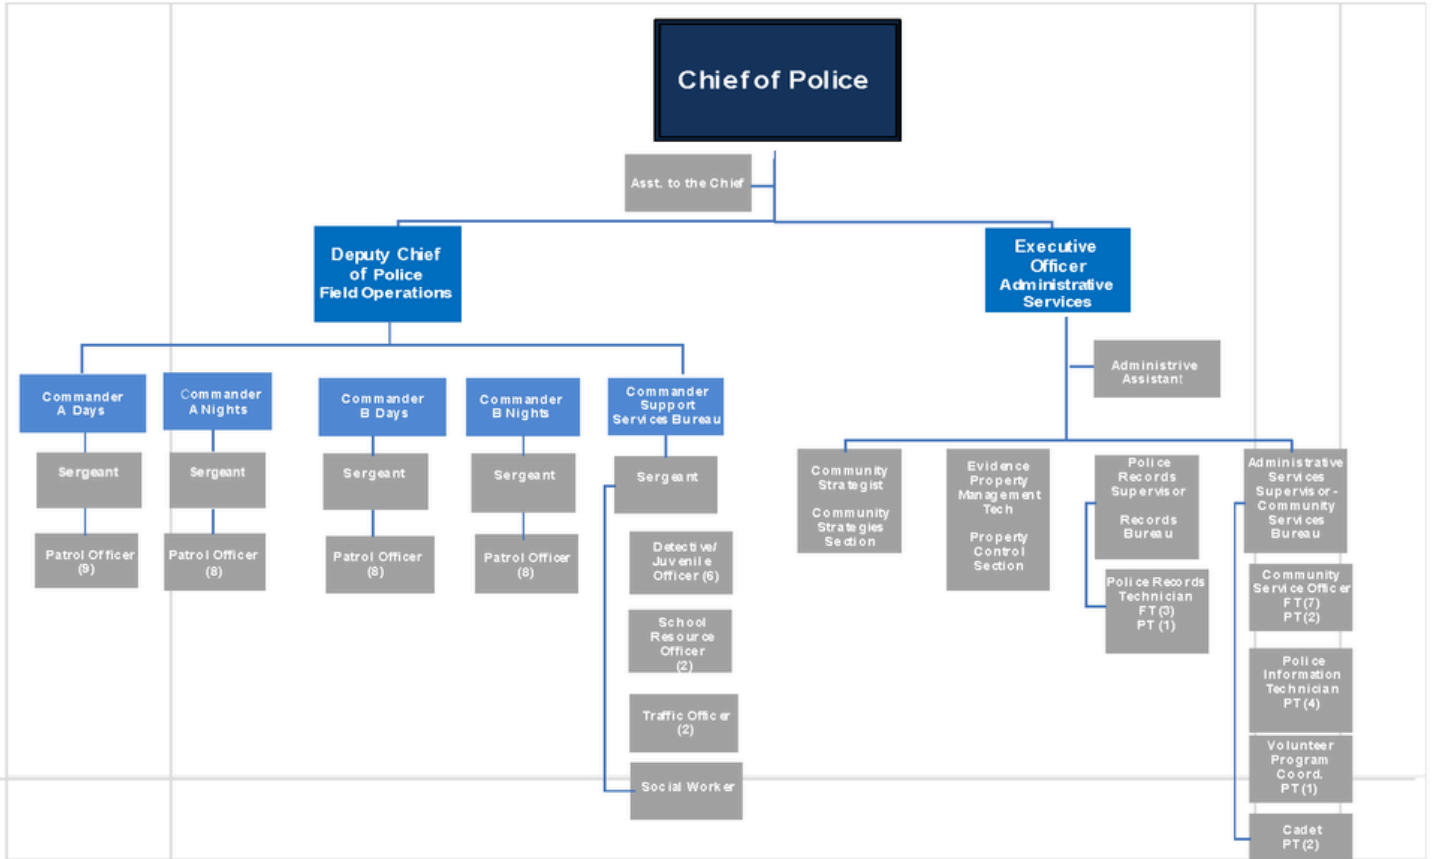 Chief of Police
Asst. to the Chief
Deputy Chief
of Police
Field Operations
Executive
Officer
Administrative
Services
Administrive
Assistant
Commander
A Days
Commander
A Nights
Commander
B Days
Commander
B Nights
Commander
Support
Services Bureau
Sergeant
Sergeant
Sergeant
Sergeant
Sergeant
Patrol Officer
(9)
Patrol Officer
(8)
Patrol Officer
(8)
Patrol Officer
(8)
Detective/
Juvenile
Officer (6)
School
Resource
Officer
(2)
Traffic Officer
(2)
Social Worker
Community
Strategist
Community
Strategies
Section
Evidence
Property
Management
Tech
Property
Control
Section
Police
Records
Supervisor
Records
Bureau
Police Records
Technician
FT(3)
PT (1)
Administrative
Services
Supervisor-
Community
Services
Bureau
Community
Service Officer
FT(7)
PT(2)
Police
Information
Technician
PT(4)
Volunteer
Program
Coord.
PT(1)
Cadet
PT(2)